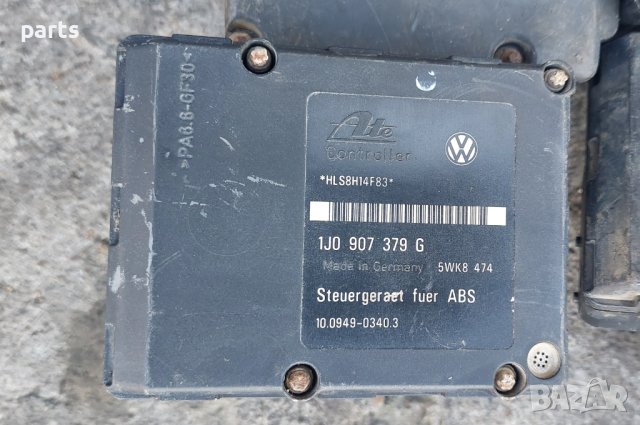 parts
>PA6.6-GF30<
Ate
Controller
*HLS8H14F83*
1J0 907 379 G
Made in Germany 5WK8 474
Steuergeraet fuer ABS
10.0949-0340.3
BAZAR